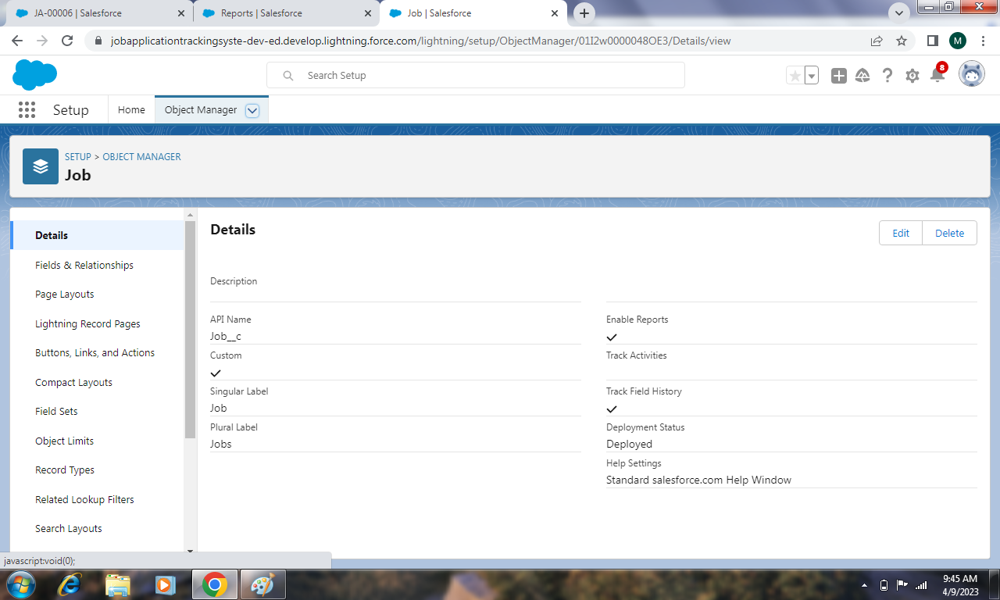 JA-00006 | Salesforce
Reports | Salesforce
Job | Salesforce
jobapplicationtrackingsyste-dev-ed.develop.lightning.force.com/lightning/setup/ObjectManager/01I2w0000048OE3/Details/view
M
Search Setup
8
Setup
Home
Object Manager
SETUP > OBJECT MANAGER
Job
Details
Fields & Relationships
Page Layouts
Lightning Record Pages
Buttons, Links, and Actions
Compact Layouts
Field Sets
Object Limits
Record Types
Related Lookup Filters
Search Layouts
Details
Edit
Delete
Description
API Name
Job__c
Custom
Singular Label
Job
Plural Label
Jobs
Enable Reports
Track Activities
Track Field History
Deployment Status
Deployed
Help Settings
Standard salesforce.com Help Window
javascript:void(0);
9:45 AM
4/9/2023